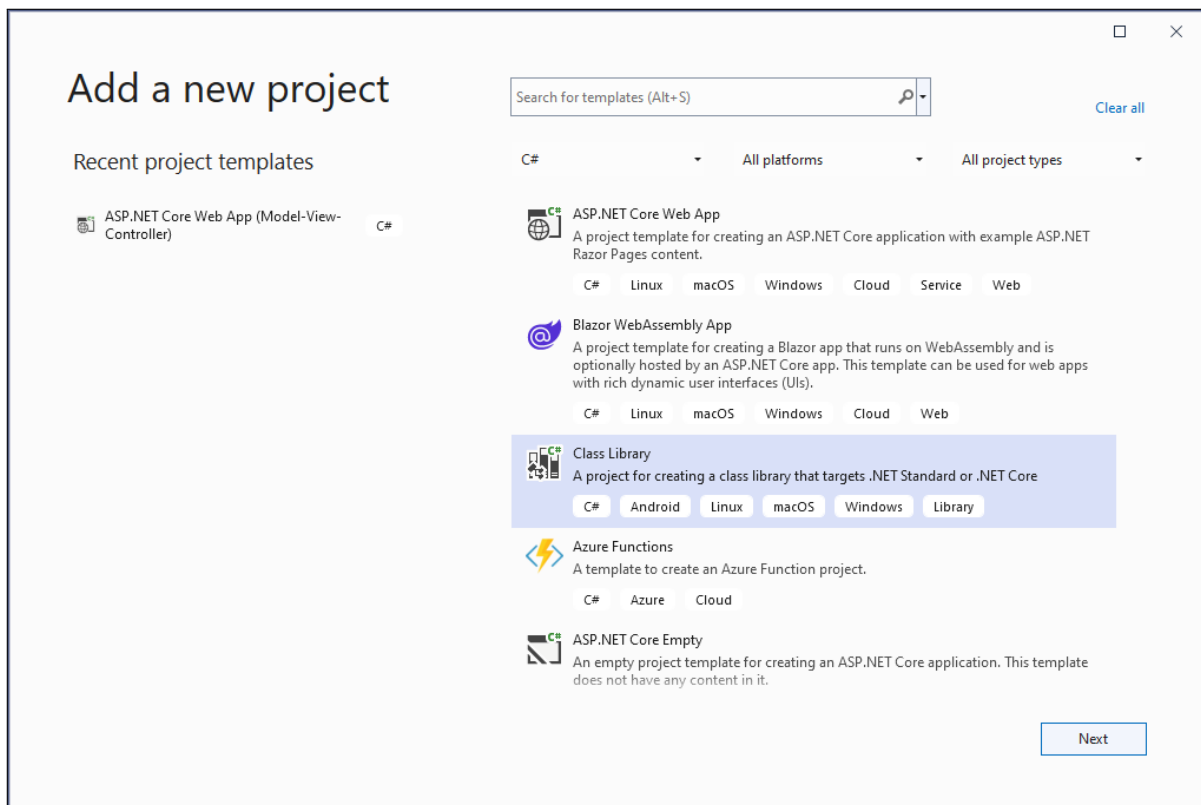 Add a new project
Search for templates (Alt+S)
Clear all
Recent project templates
C#
All platforms
All project types
ASP.NET Core Web App (Model-View-
Controller)
C#
C#
ASP.NET Core Web App
A project template for creating an ASP.NET Core application with example ASP.NET
Razor Pages content.
C# Linux macOS Windows Cloud Service Web
Blazor WebAssembly App
A project template for creating a Blazor app that runs on WebAssembly and is
optionally hosted by an ASP.NET Core app. This template can be used for web apps
with rich dynamic user interfaces (UIs).
C# Linux macOS Windows Cloud Web
C#
Class Library
A project for creating a class library that targets .NET Standard or .NET Core
C# Android Linux macOS Windows Library
Azure Functions
A template to create an Azure Function project.
C# Azure Cloud
C#
ASP.NET Core Empty
An empty project template for creating an ASP.NET Core application. This template
does not have any content in it.
Next